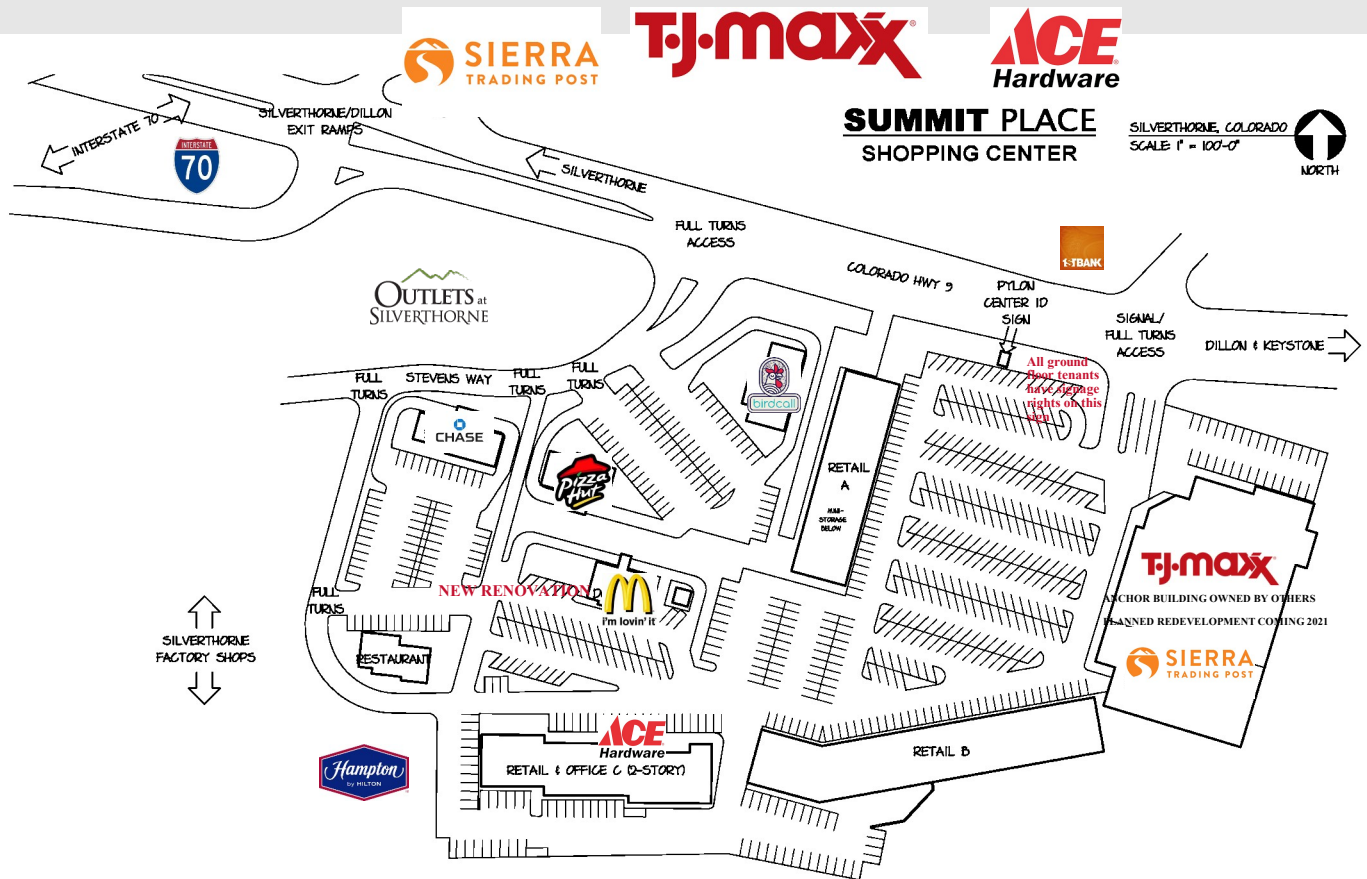 SIERRA
TRADING POST
T·J·maxx®
ACE
Hardware
SUMMIT PLACE
SHOPPING CENTER
SILVERTHORNE, COLORADO
SCALE: 1" = 100'-0"
NORTH
SILVERTHORNE/DILLON
EXIT RAMPS
INTERSTATE 70
INTERSTATE
70
SILVERTHORNE
FULL TURNS
ACCESS
1STBANK
COLORADO HWY 9
PYLON
CENTER ID
SIGN
SIGNAL/
FULL TURNS
ACCESS
DILLON & KEYSTONE
OUTLETS at
SILVERTHORNE
All ground
floor tenants
have signage
rights on this
sign
FULL
TURNS
STEVENS WAY
FULL
TURNS
FULL
TURNS
birdcall
CHASE
Pizza
Hut
RETAIL
A
MINI-
STORAGE
BELOW
T·J·maxx
ANCHOR BUILDING OWNED BY OTHERS
PLANNED REDEVELOPMENT COMING 2021
SIERRA
TRADING POST
FULL
TURNS
NEW RENOVATION
i'm lovin' it
SILVERTHORNE
FACTORY SHOPS
RESTAURANT
ACE
Hardware
RETAIL & OFFICE C (2-STORY)
RETAIL B
Hampton
by HILTON